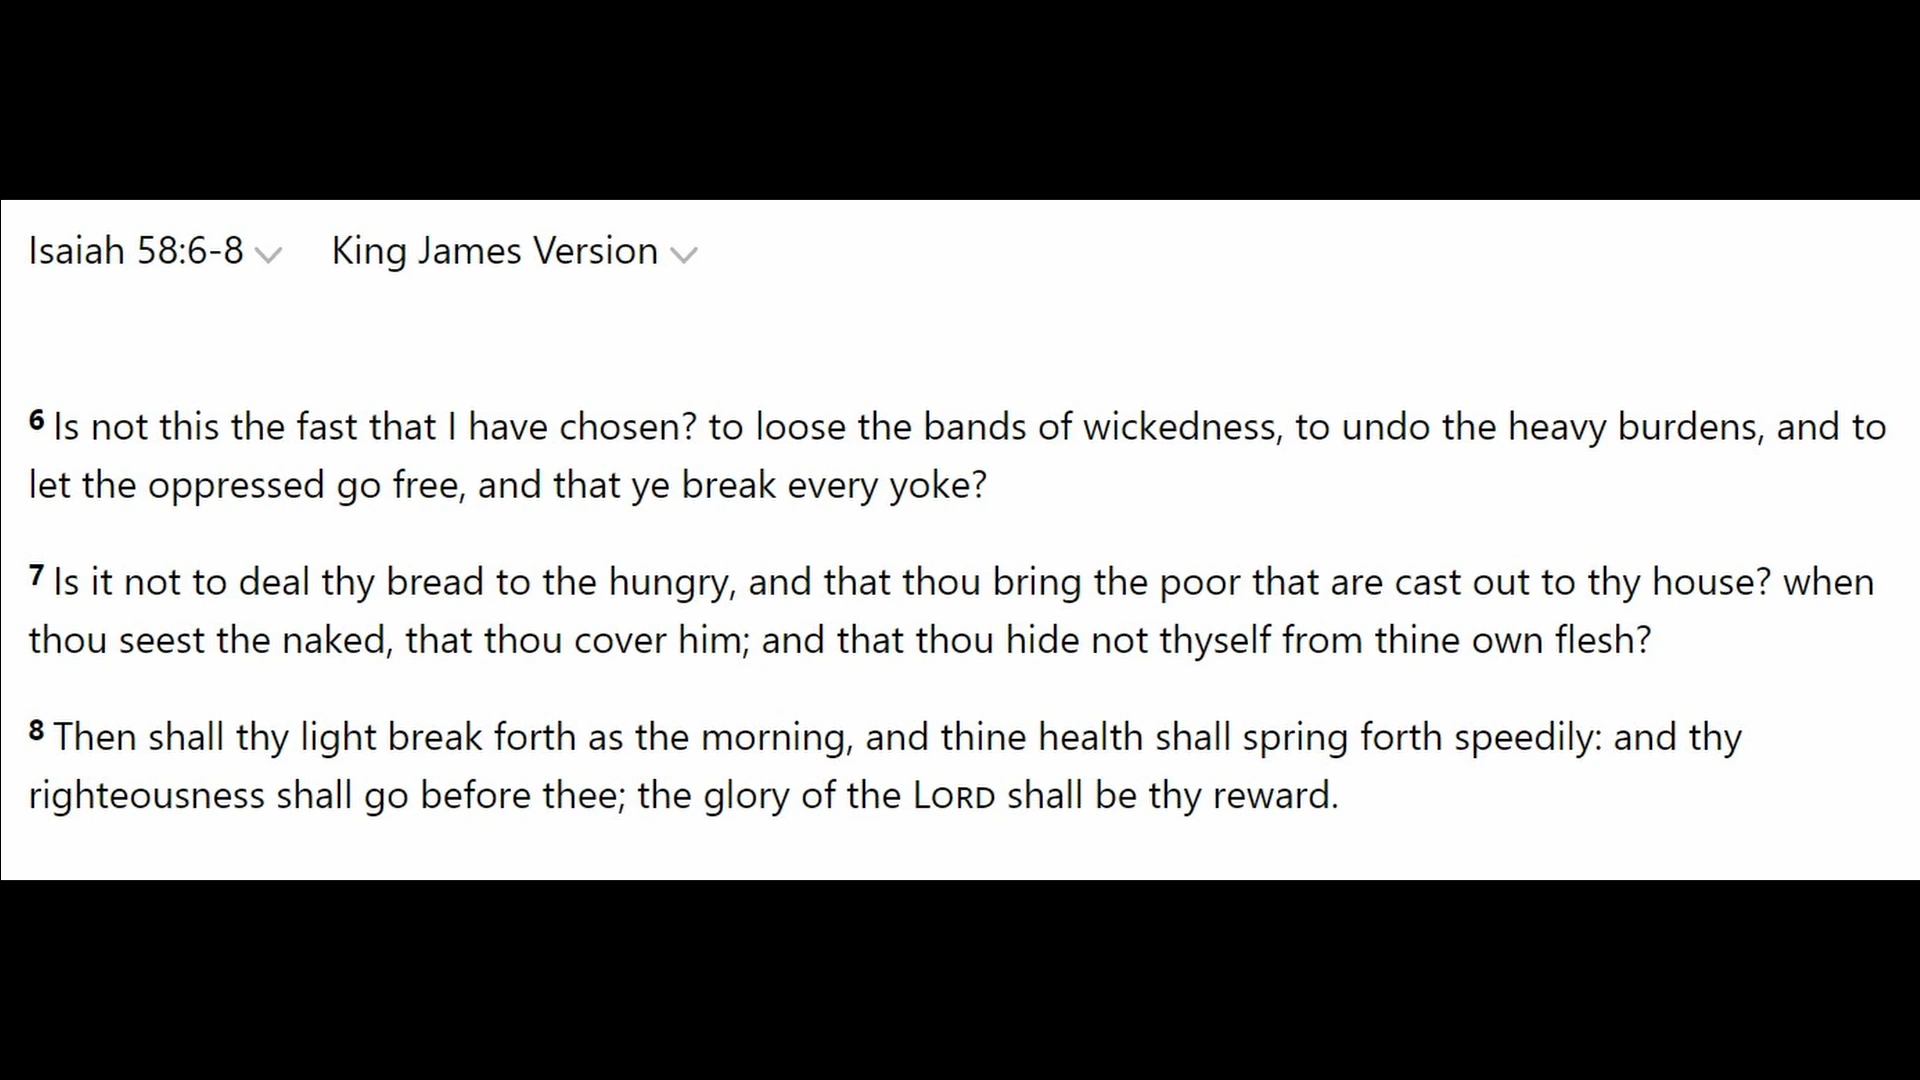 Isaiah 58:6-8 King James Version
6 Is not this the fast that I have chosen? to loose the bands of wickedness, to undo the heavy burdens, and to
let the oppressed go free, and that ye break every yoke?
7 Is it not to deal thy bread to the hungry, and that thou bring the poor that are cast out to thy house? when
thou seest the naked, that thou cover him; and that thou hide not thyself from thine own flesh?
8 Then shall thy light break forth as the morning, and thine health shall spring forth speedily: and thy
righteousness shall go before thee; the glory of the LORD shall be thy reward.